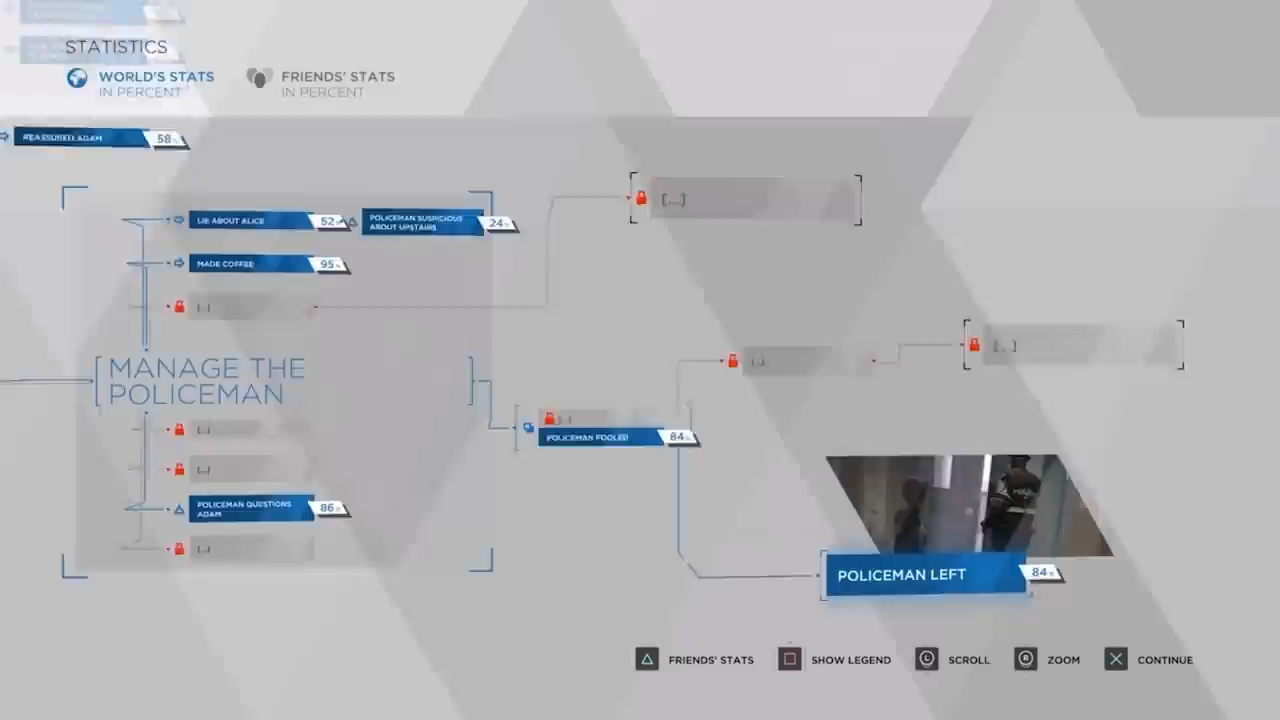 STATISTICS
WORLD'S STATS
IN PERCENT
FRIENDS' STATS
IN PERCENT
REASSURED ADAM 58%
LIE ABOUT ALICE 52%
POLICEMAN SUSPICIOUS
ABOUT UPSTAIRS 24%
[...]
MADE COFFEE 95%
[...]
MANAGE THE
POLICEMAN
[...]
[...]
[...]
[...]
POLICEMAN FOOLED 84%
[...]
POLICEMAN QUESTIONS
ADAM 86%
[...]
POLICEMAN LEFT 84%
FRIENDS' STATS
SHOW LEGEND
L SCROLL
R ZOOM
CONTINUE